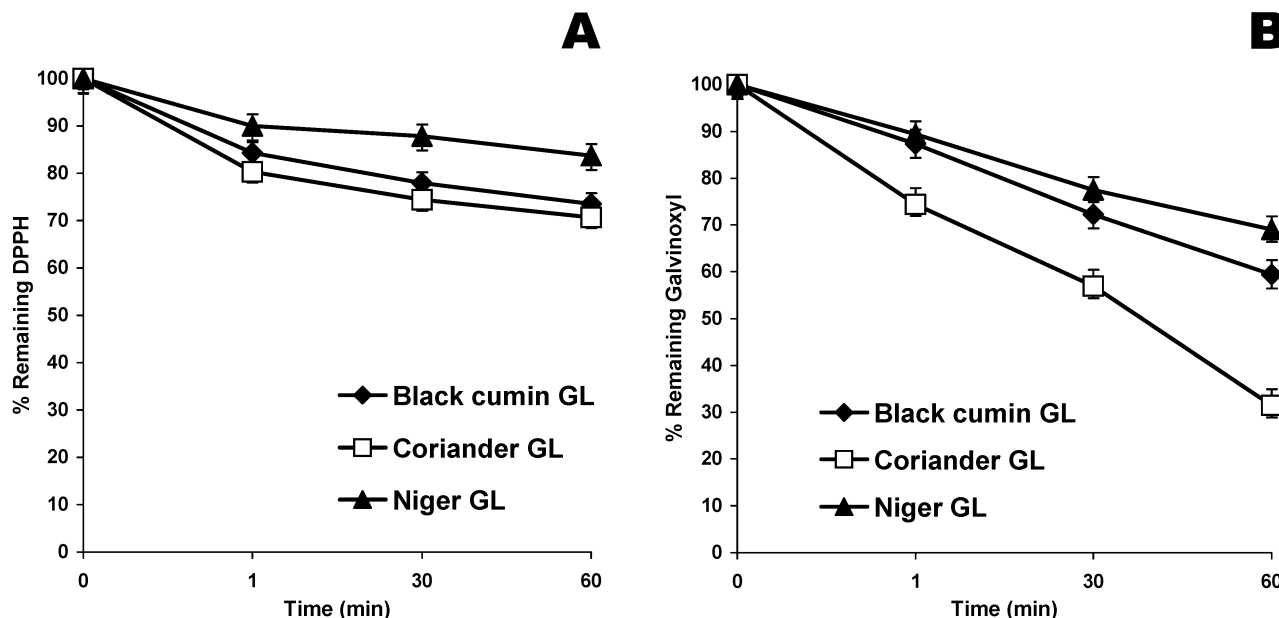 A
100
90
80
70
60
50
40
30
20
10
0
% Remaining DPPH
Black cumin GL
Coriander GL
Niger GL
0 1 30 60
Time (min)
B
100
90
80
70
60
50
40
30
20
10
0
% Remaining Galvinoxyl
Black cumin GL
Coriander GL
Niger GL
0 1 30 60
Time (min)